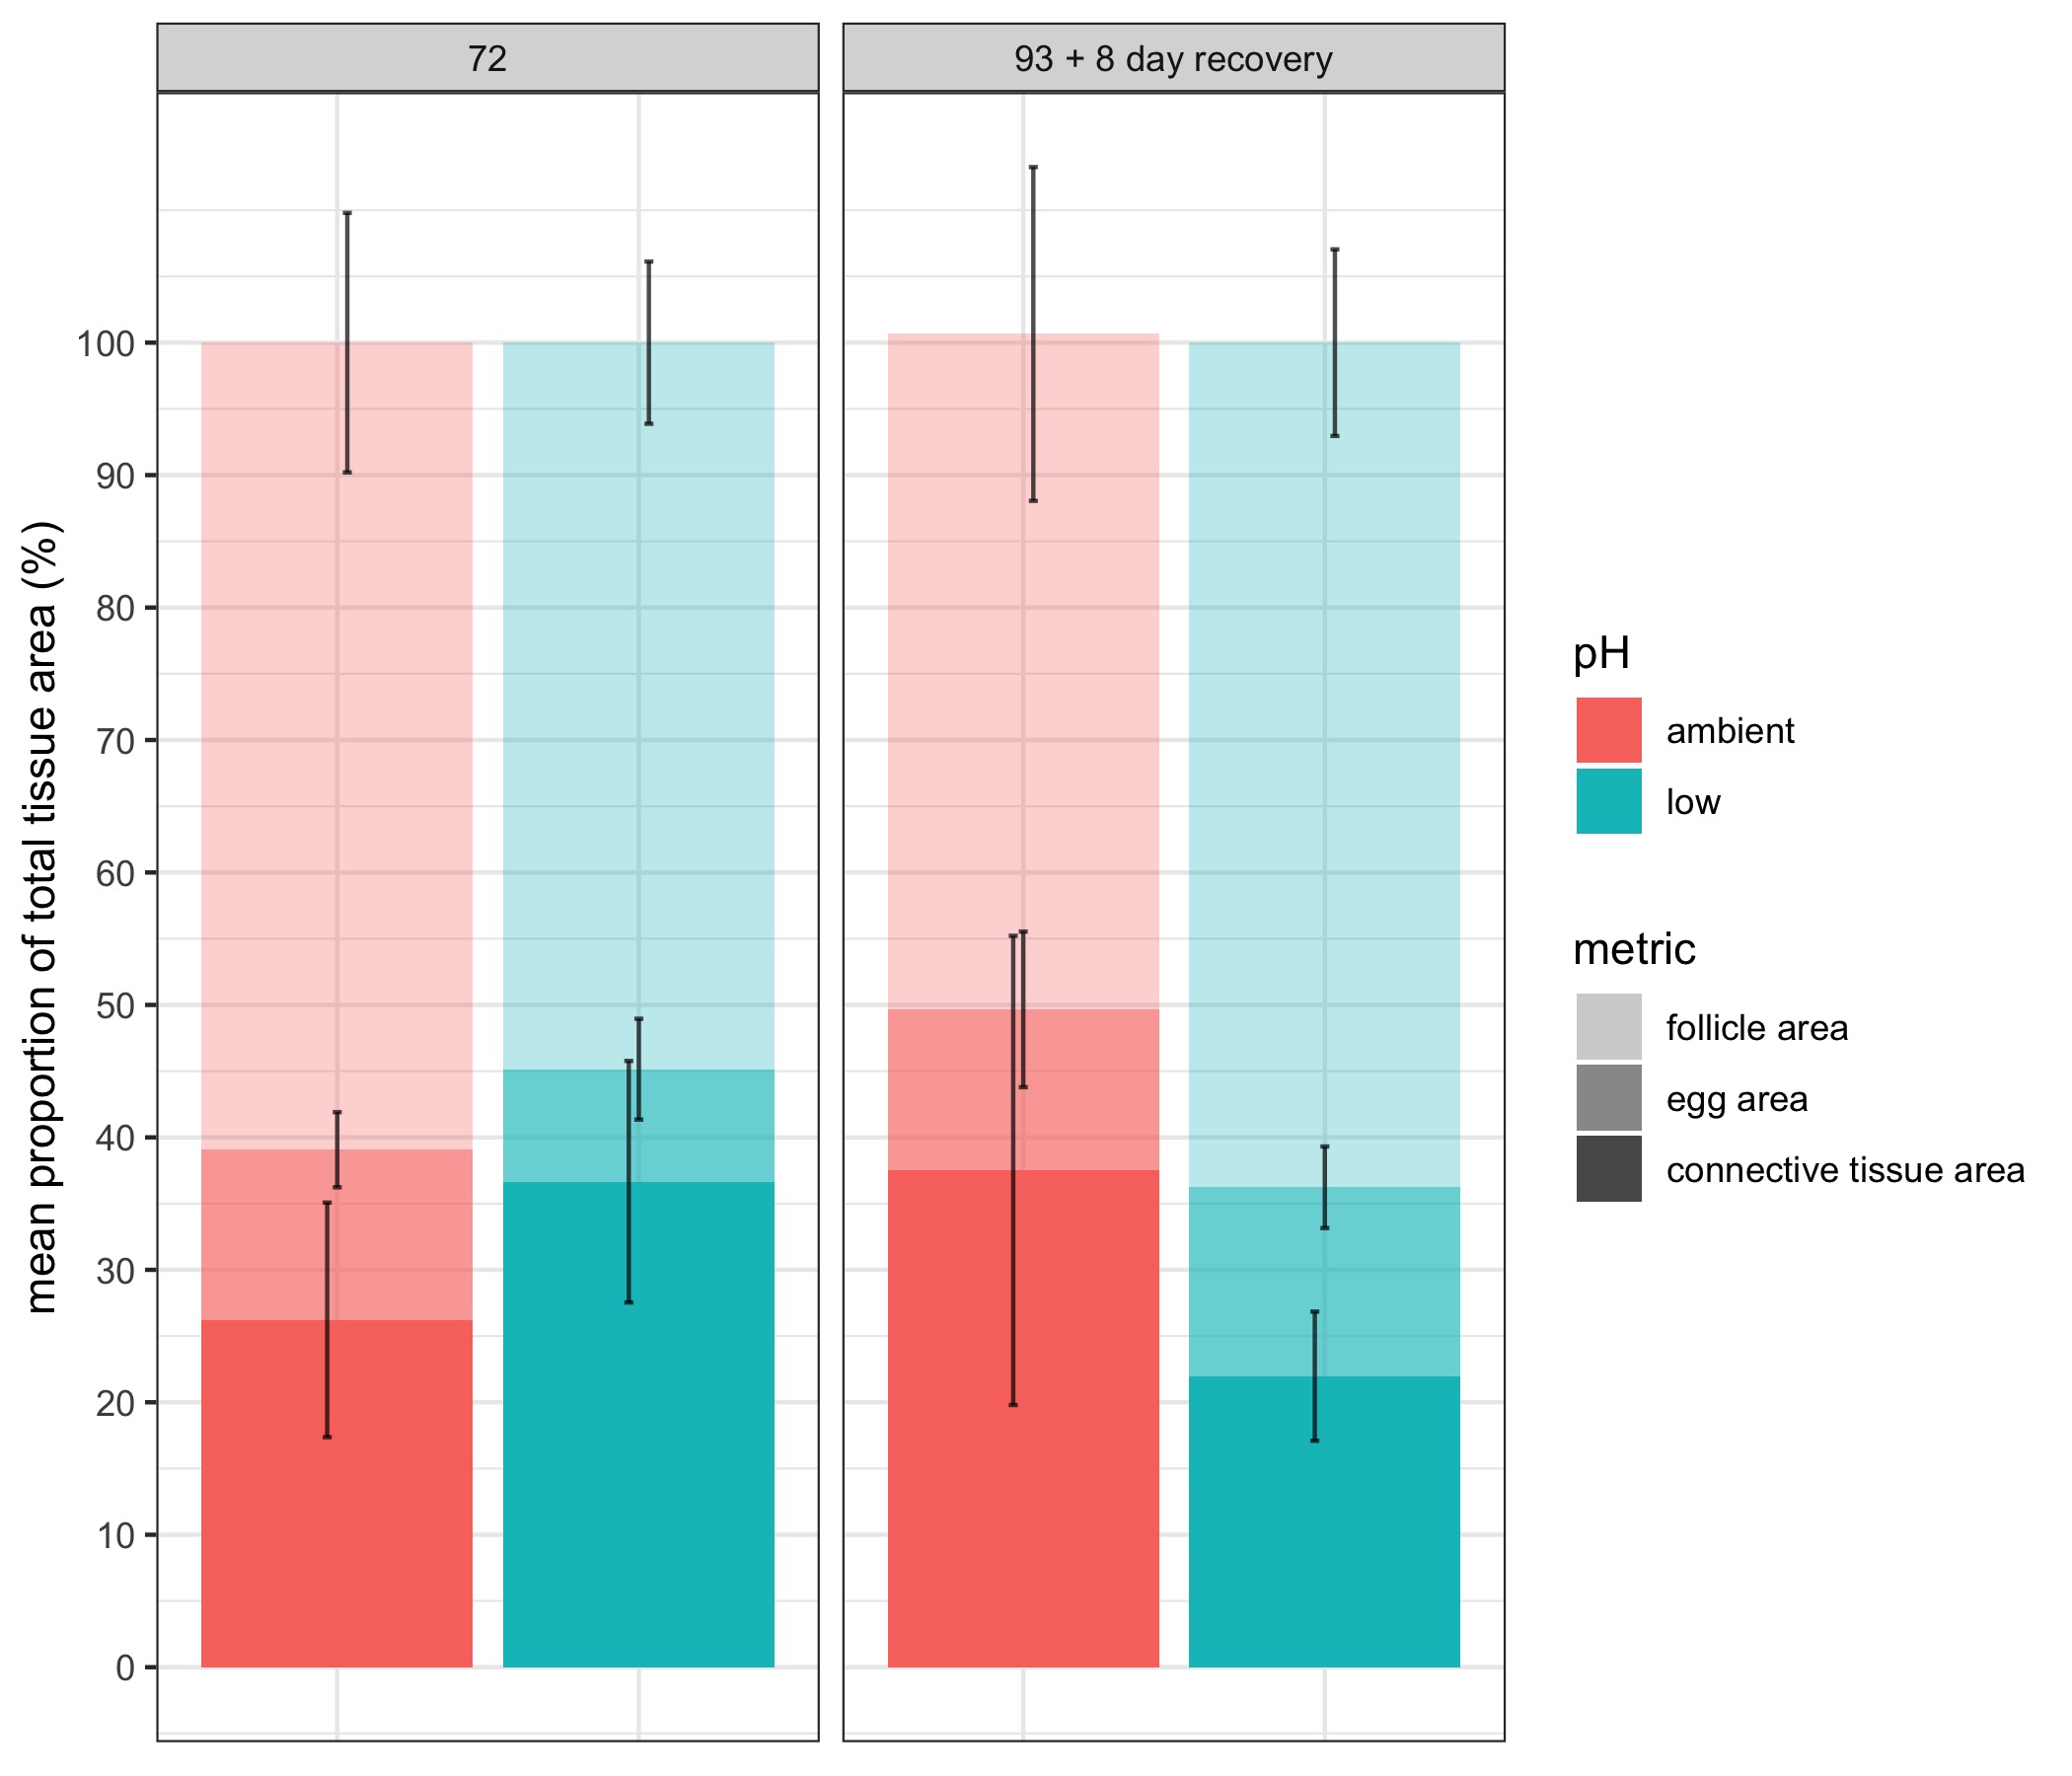 72
93 + 8 day recovery
mean proportion of total tissue area (%)
100
90
80
70
60
50
40
30
20
10
0
pH
ambient
low
metric
follicle area
egg area
connective tissue area